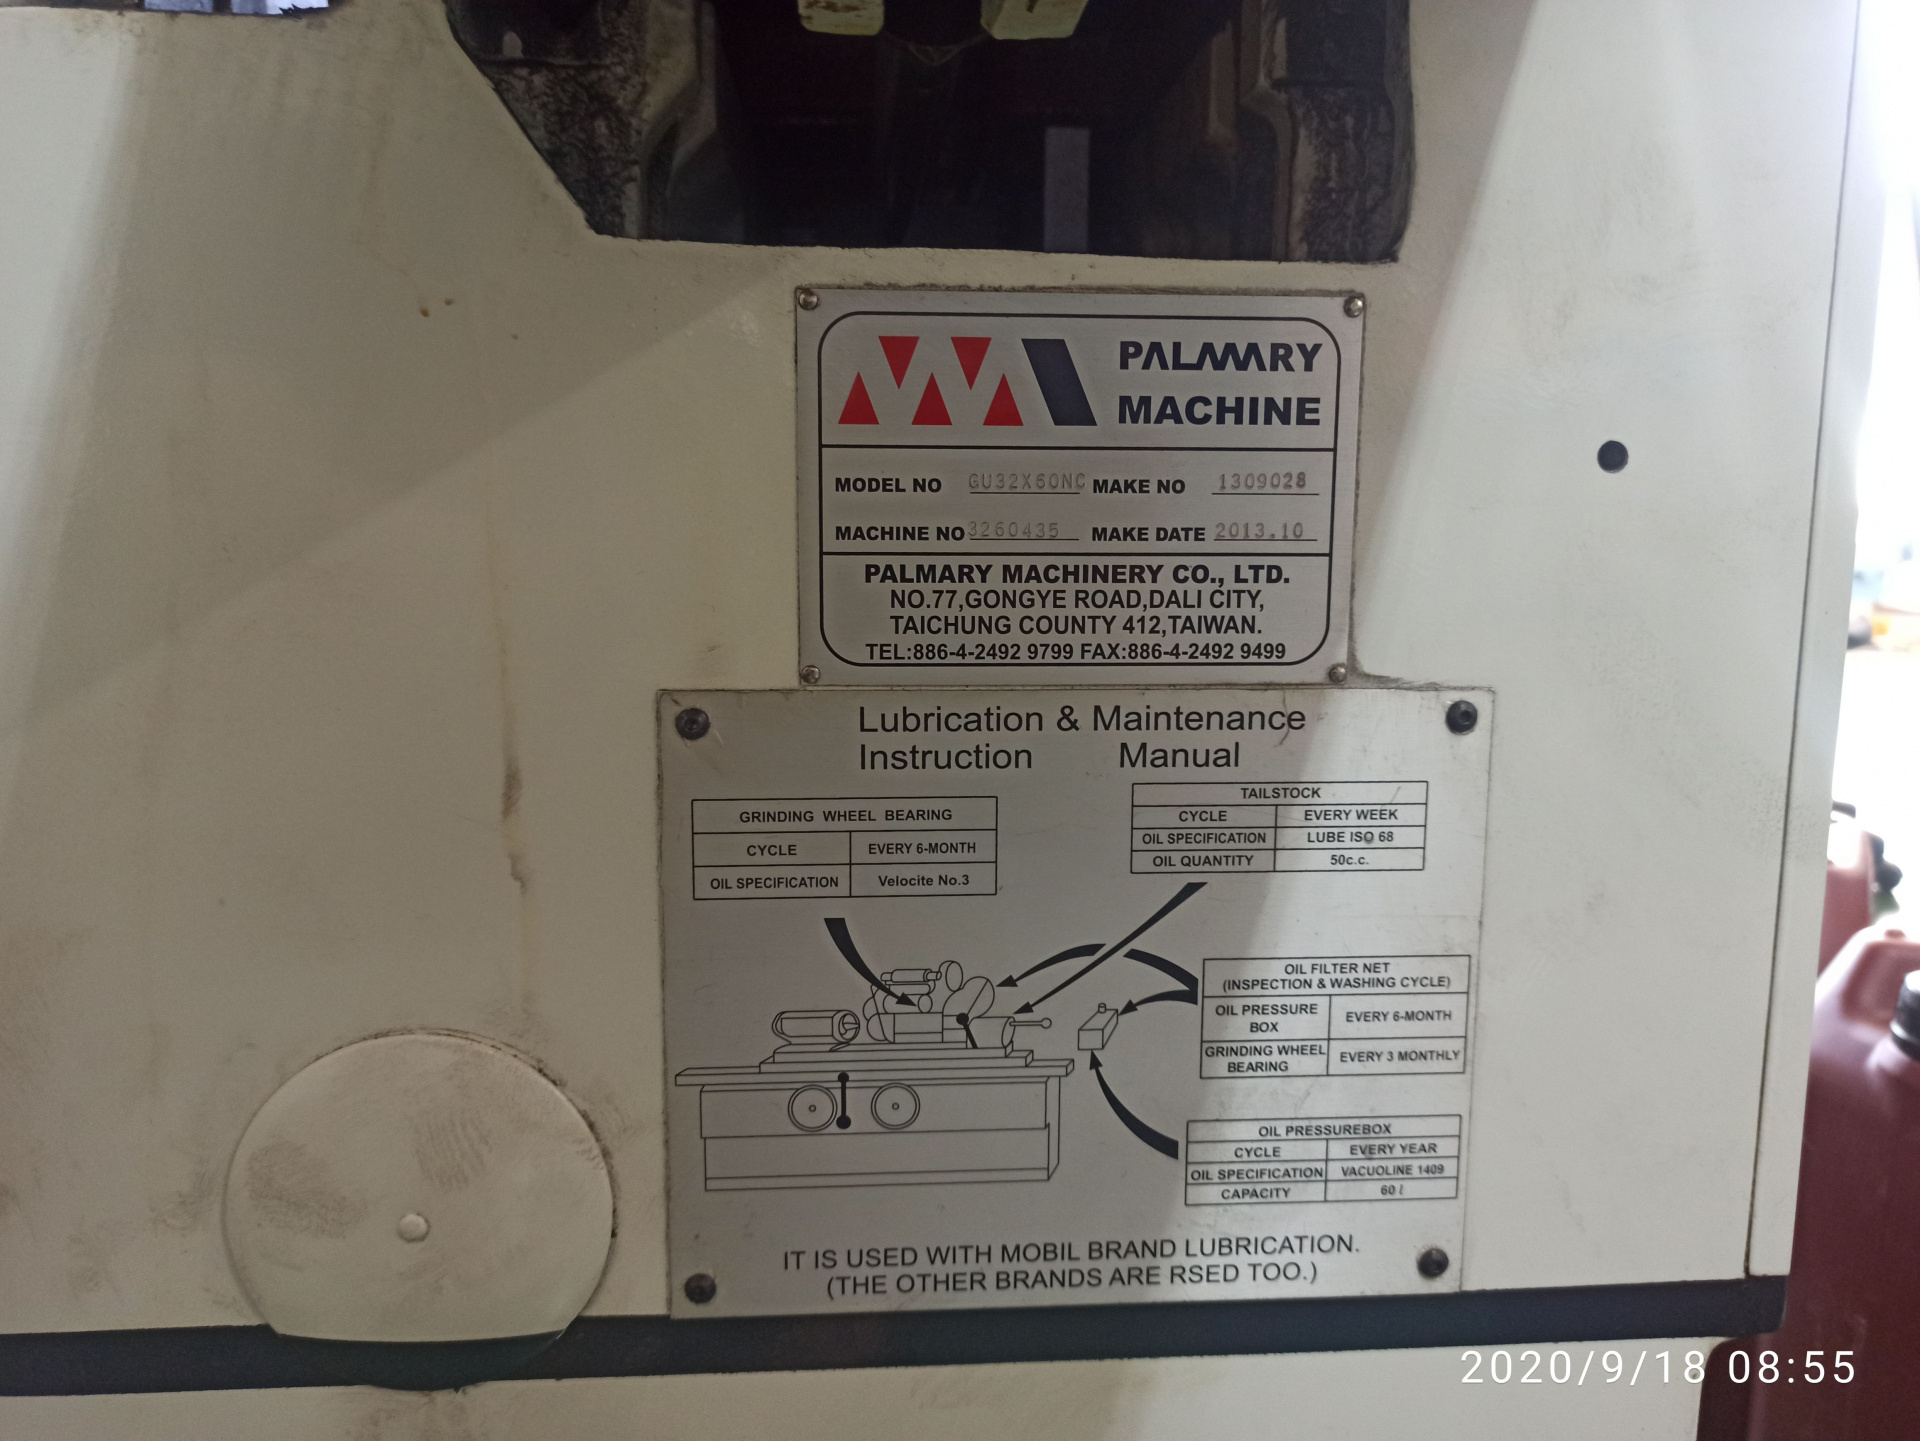 PALMARY
MACHINE
MODEL NO GU32X60NC MAKE NO 1309028
MACHINE NO 3260435 MAKE DATE 2013.10
PALMARY MACHINERY CO., LTD.
NO.77,GONGYE ROAD,DALI CITY,
TAICHUNG COUNTY 412,TAIWAN.
TEL:886-4-2492 9799 FAX:886-4-2492 9499
Lubrication & Maintenance
Instruction Manual
GRINDING WHEEL BEARING
CYCLE EVERY 6-MONTH
OIL SPECIFICATION Velocite No.3
TAILSTOCK
CYCLE EVERY WEEK
OIL SPECIFICATION LUBE ISO 68
OIL QUANTITY 50c.c.
OIL FILTER NET
(INSPECTION & WASHING CYCLE)
OIL PRESSURE
BOX EVERY 6-MONTH
GRINDING WHEEL
BEARING EVERY 3 MONTHLY
OIL PRESSUREBOX
CYCLE EVERY YEAR
OIL SPECIFICATION VACUOLINE 1409
CAPACITY 60 l
IT IS USED WITH MOBIL BRAND LUBRICATION.
(THE OTHER BRANDS ARE RSED TOO.)
2020/9/18 08:55